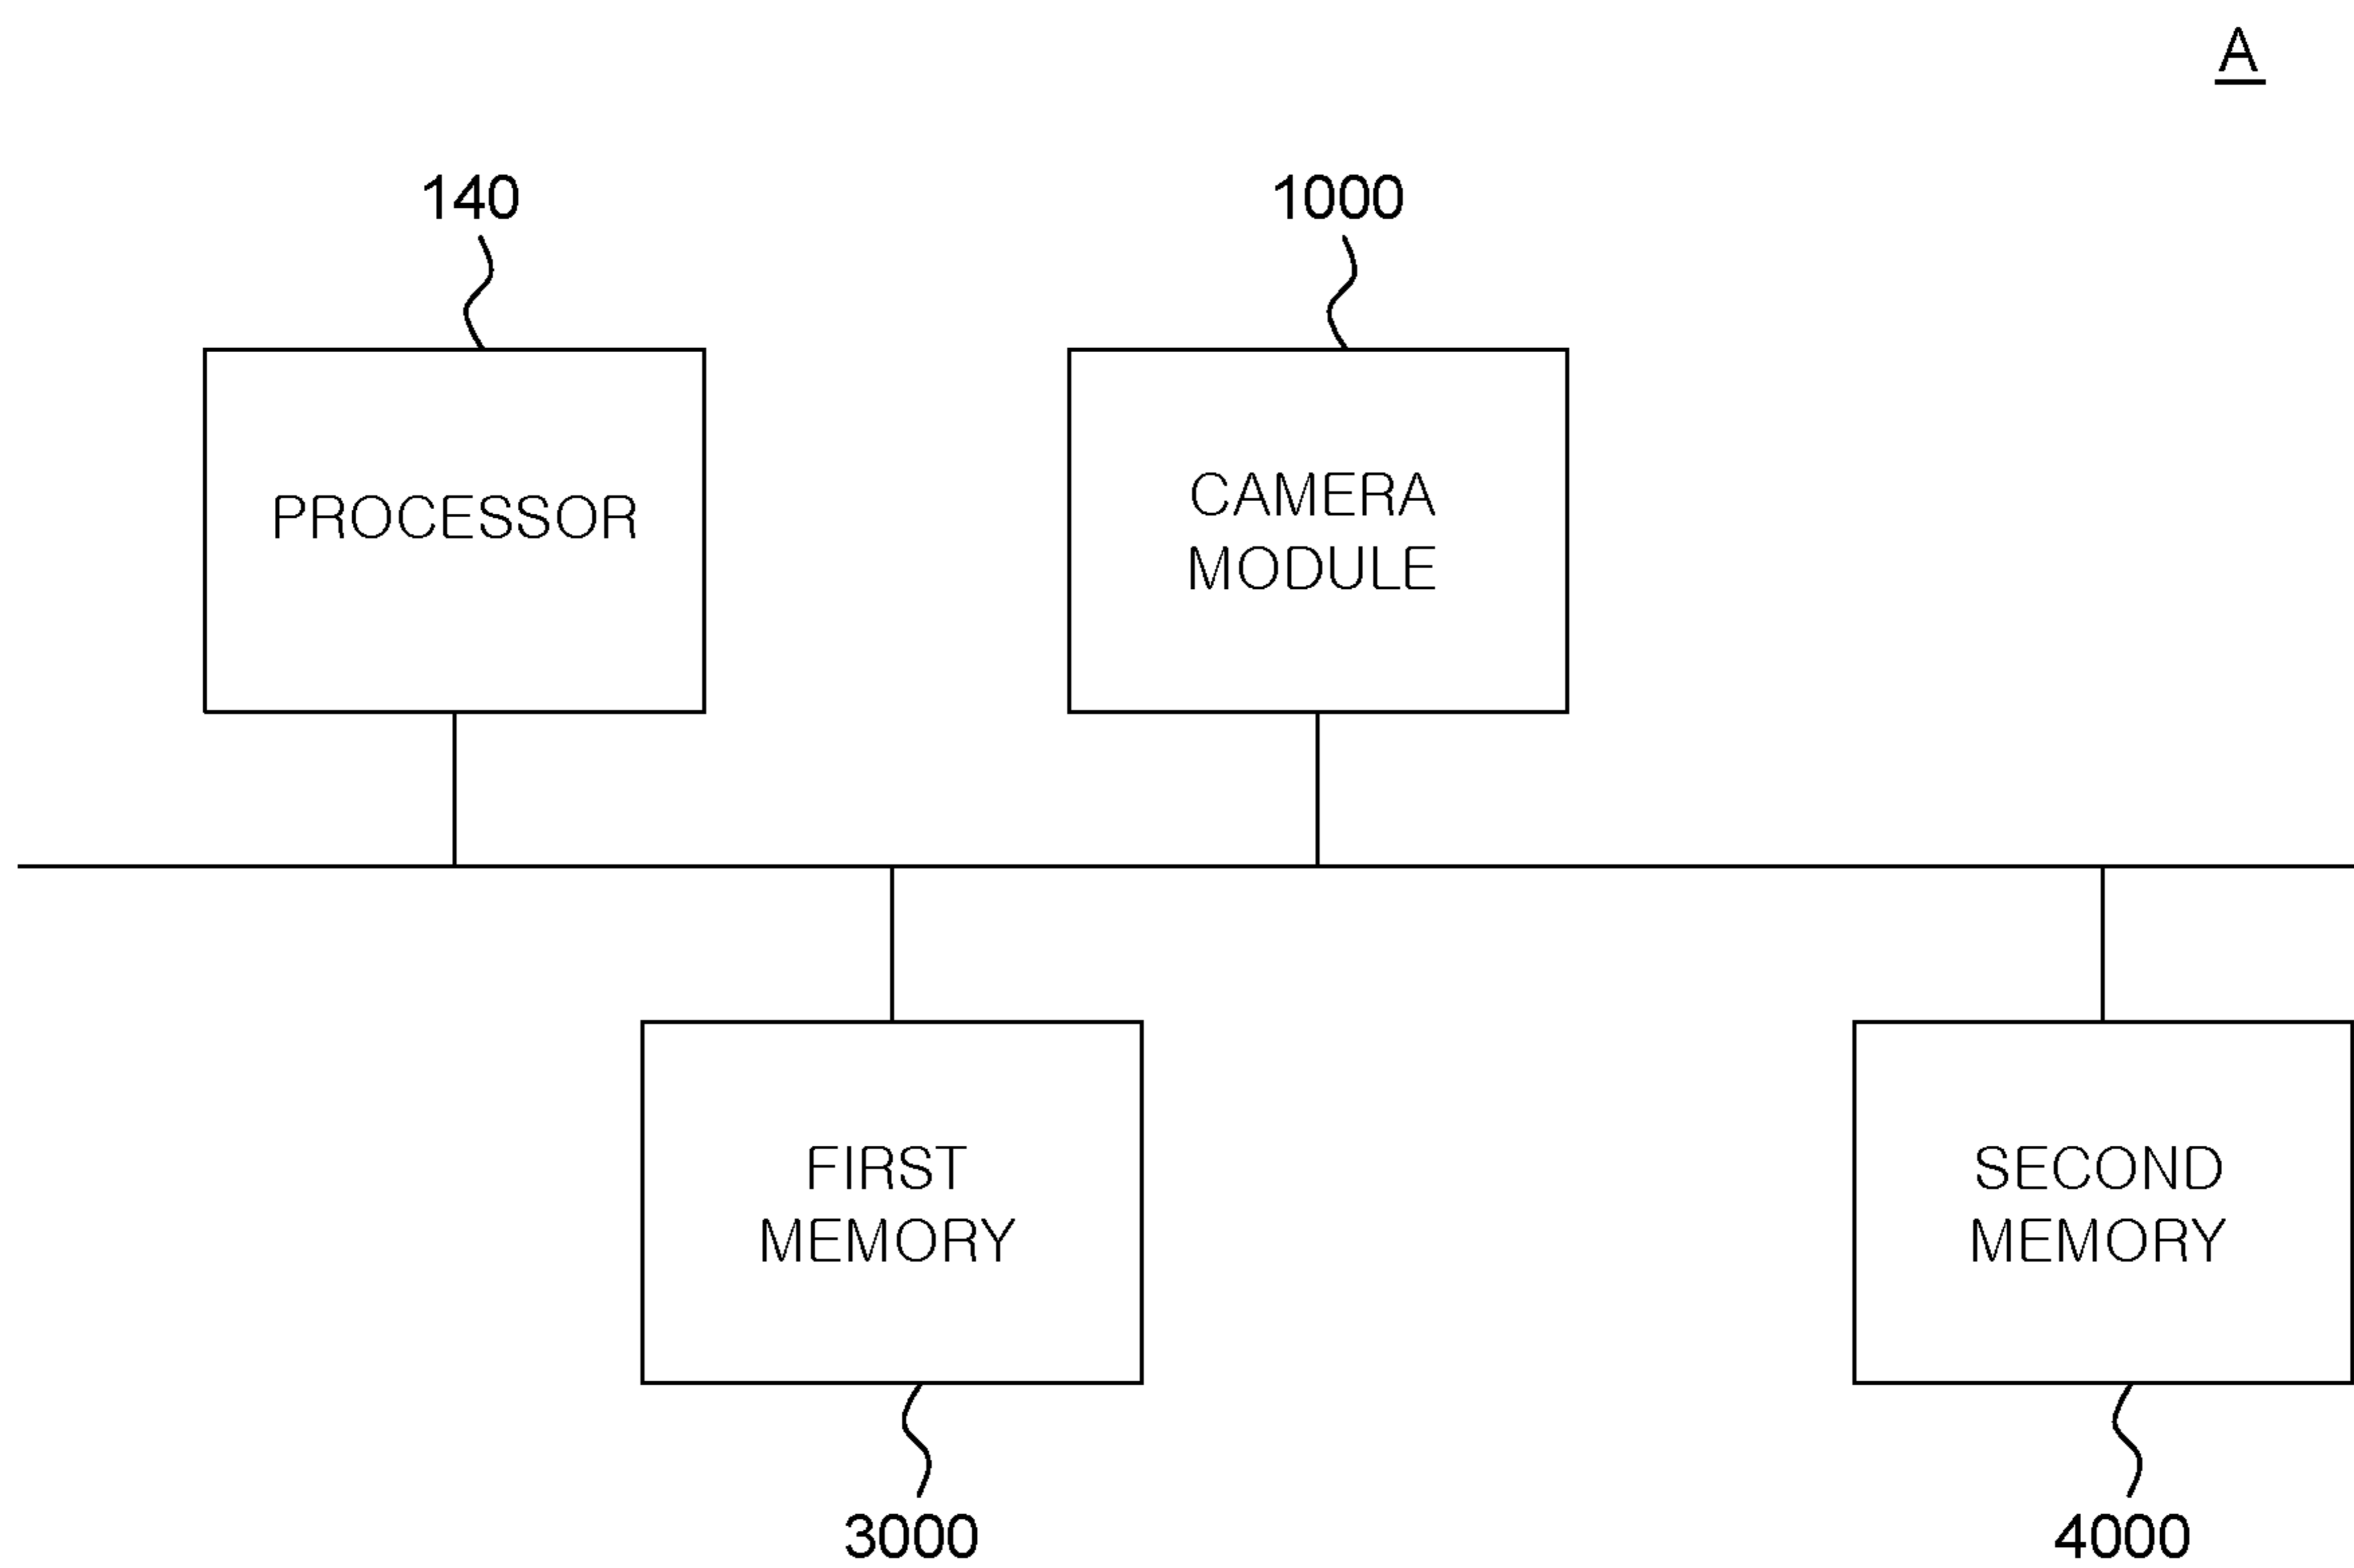 A
140
1000
PROCESSOR
CAMERA
MODULE
FIRST
MEMORY
SECOND
MEMORY
3000
4000